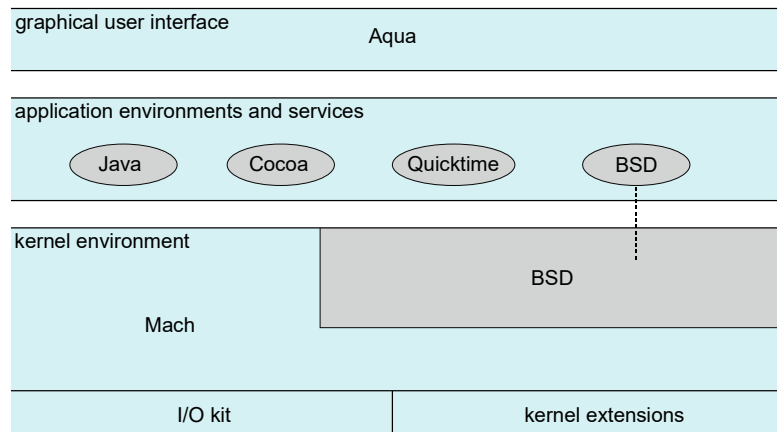 graphical user interface
Aqua
application environments and services
Java
Cocoa
Quicktime
BSD
kernel environment
BSD
Mach
I/O kit
kernel extensions